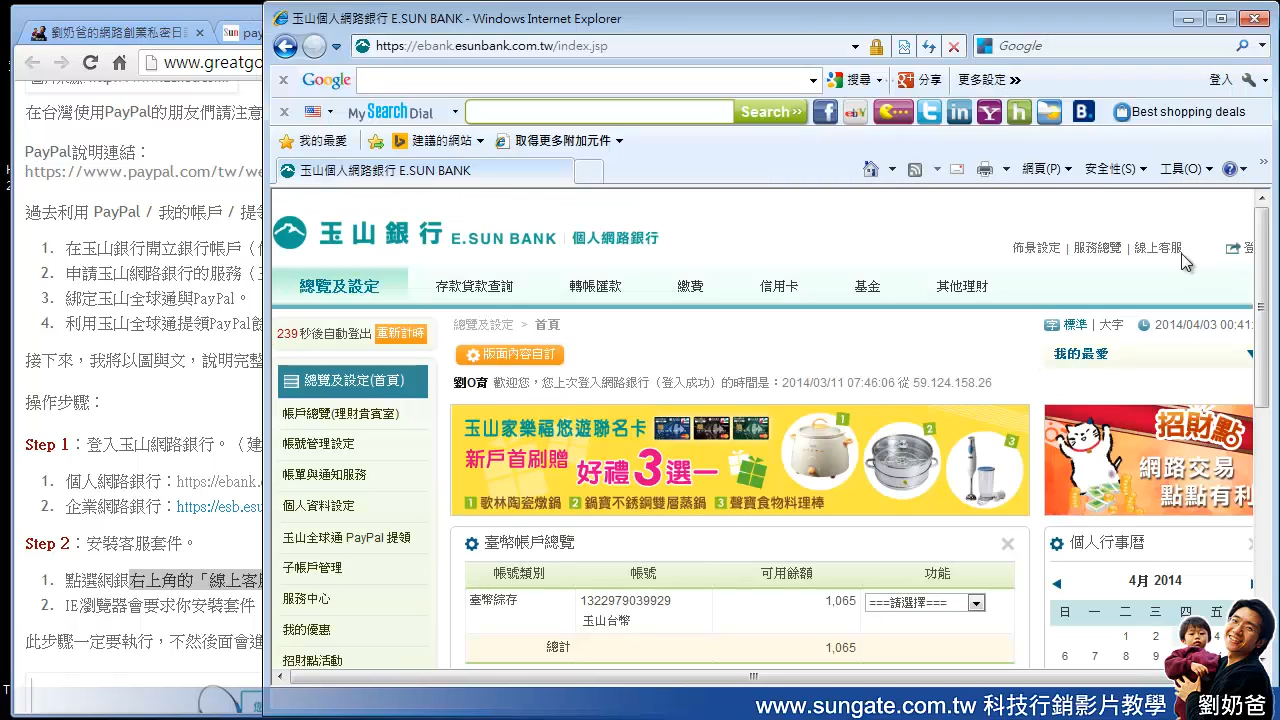 劉奶爸的網路創業私密日
pay
www.greatgo
在台灣使用PayPal的朋友們請注意
PayPal說明連結：
https://www.paypal.com/tw/we
過去利用 PayPal / 我的帳戶 / 提領
1. 在玉山銀行開立銀行帳戶（
2. 申請玉山網路銀行的服務（
3. 綁定玉山全球通與PayPal。
4. 利用玉山全球通提領PayPal餘
接下來，我將以圖與文，說明完整
操作步驟：
Step 1：登入玉山網路銀行。（建
1. 個人網路銀行：https://ebank.e
2. 企業網路銀行：https://esb.esu
Step 2：安裝客服套件。
1. 點選網銀右上角的「線上客服
2. IE瀏覽器會要求你安裝套件
此步驟一定要執行，不然後面會進
玉山個人網路銀行 E.SUN BANK - Windows Internet Explorer
https://ebank.esunbank.com.tw/index.jsp
Google
Google 搜尋 分享 更多設定 » 登入
My Search Dial Search>> Best shopping deals
我的最愛 建議的網站 取得更多附加元件
玉山個人網路銀行 E.SUN BANK
網頁(P) 安全性(S) 工具(O)
玉山銀行 E.SUN BANK | 個人網路銀行
佈景設定 | 服務總覽 | 線上客服 登
總覽及設定 存款貸款查詢 轉帳匯款 繳費 信用卡 基金 其他理財
239 秒後自動登出 重新計時
總覽及設定 > 首頁
標準 | 大字 2014/04/03 00:41:
版面內容自訂
我的最愛
劉O育 歡迎您，您上次登入網路銀行（登入成功）的時間是：2014/03/11 07:46:06 從 59.124.158.26
總覽及設定(首頁)
帳戶總覽(理財貴賓室)
帳號管理設定
帳單與通知服務
個人資料設定
玉山全球通 PayPal 提領
子帳戶管理
服務中心
我的優惠
招財點活動
玉山家樂福悠遊聯名卡
新戶首刷贈 好禮3選一
1 歌林陶瓷燉鍋 2 鍋寶不銹鋼雙層蒸鍋 3 聲寶食物料理棒
1
2
3
招財點
網路交易
點點有利
臺幣帳戶總覽
帳號類別 帳號 可用餘額 功能
臺幣綜存 1322979039929 1,065 ===請選擇===
玉山台幣
總計 1,065
個人行事曆
4月 2014
日 一 二 三 四 五
1 2
6 7 8 9
www.sungate.com.tw 科技行銷影片教學 劉奶爸